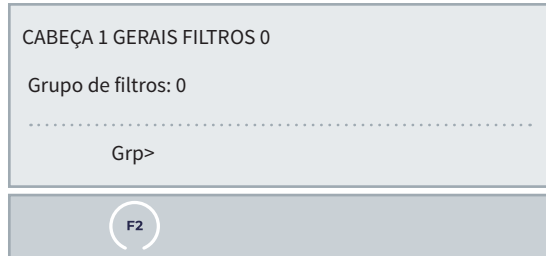 CABEÇA 1 GERAIS FILTROS 0
Grupo de filtros: 0
Grp>
F2